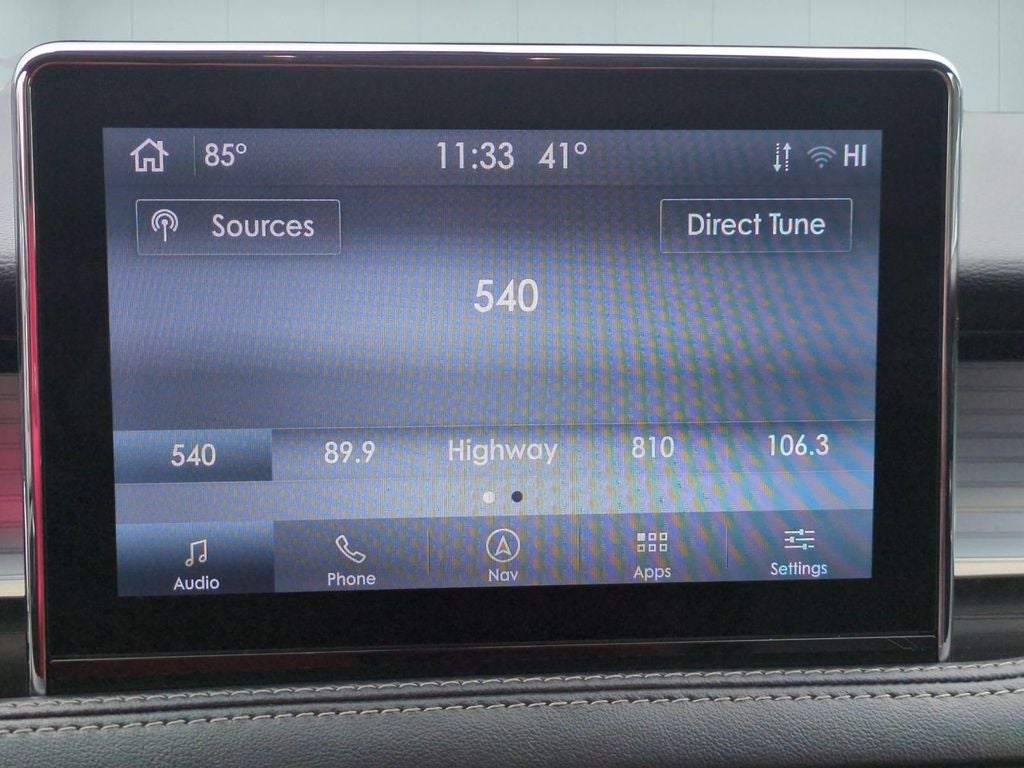 85° 11:33 41° HI
Sources Direct Tune
540
540 89.9 Highway 810 106.3
Audio Phone Nav Apps Settings